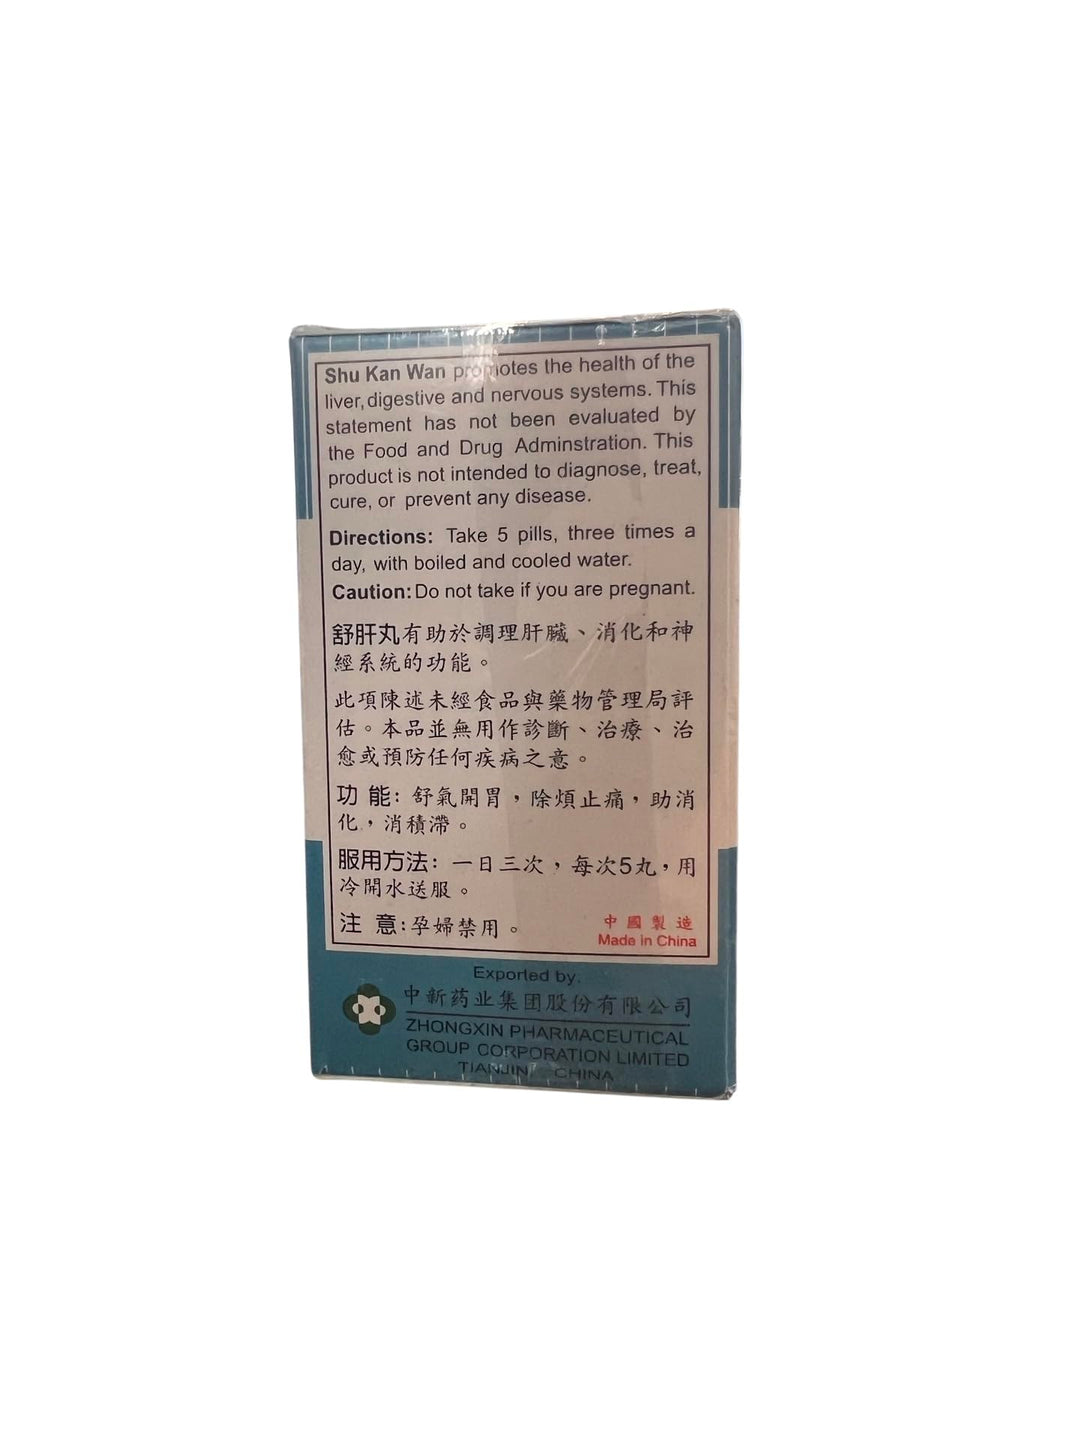 Shu Kan Wan promotes the health of the
liver, digestive and nervous systems. This
statement has not been evaluated by
the Food and Drug Adminstration. This
product is not intended to diagnose, treat,
cure, or prevent any disease.
Directions: Take 5 pills, three times a
day, with boiled and cooled water.
Caution: Do not take if you are pregnant.
舒肝丸有助於調理肝臟、消化和神
經系統的功能。
此項陳述未經食品與藥物管理局評
估。本品並無用作診斷、治療、治
愈或預防任何疾病之意。
功 能: 舒氣開胃，除煩止痛，助消
化，消積滯。
服用方法: 一日三次，每次5丸，用
冷開水送服。
注 意: 孕婦禁用。
中國製造
Made in China
Exported by:
中新药业集团股份有限公司
ZHONGXIN PHARMACEUTICAL
GROUP CORPORATION LIMITED
TIANJIN CHINA